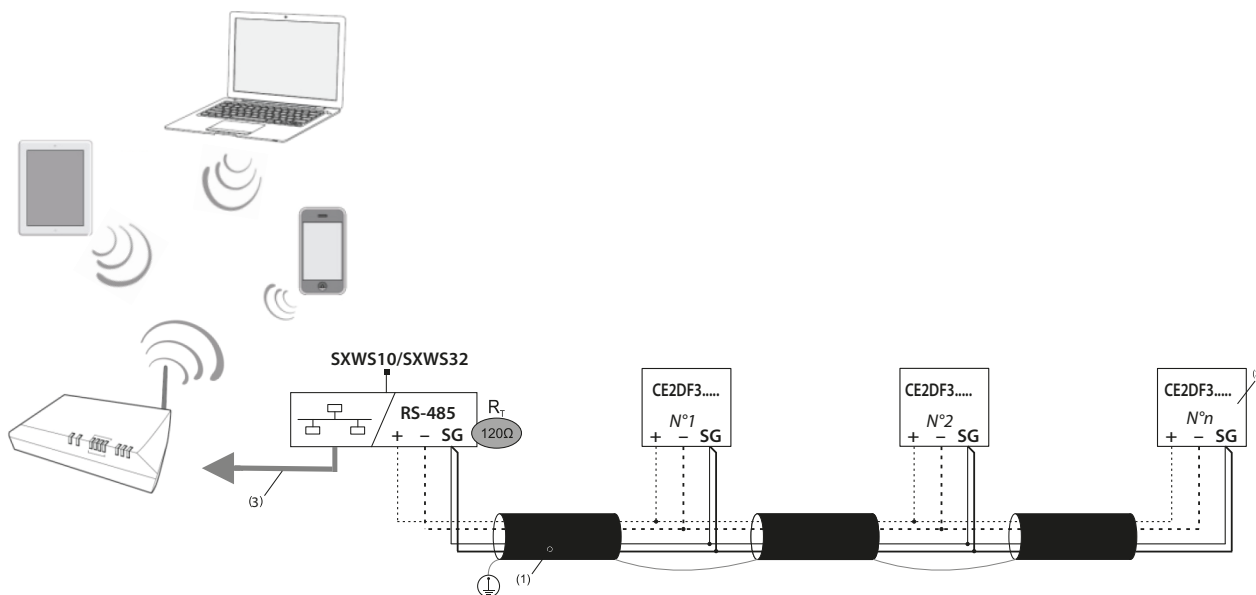 SXWS10/SXWS32
RS-485
+ − SG
R_T
120Ω
CE2DF3.....
N°1
+ − SG
CE2DF3.....
N°2
+ − SG
CE2DF3.....
N°n
+ − SG
(3)
(1)